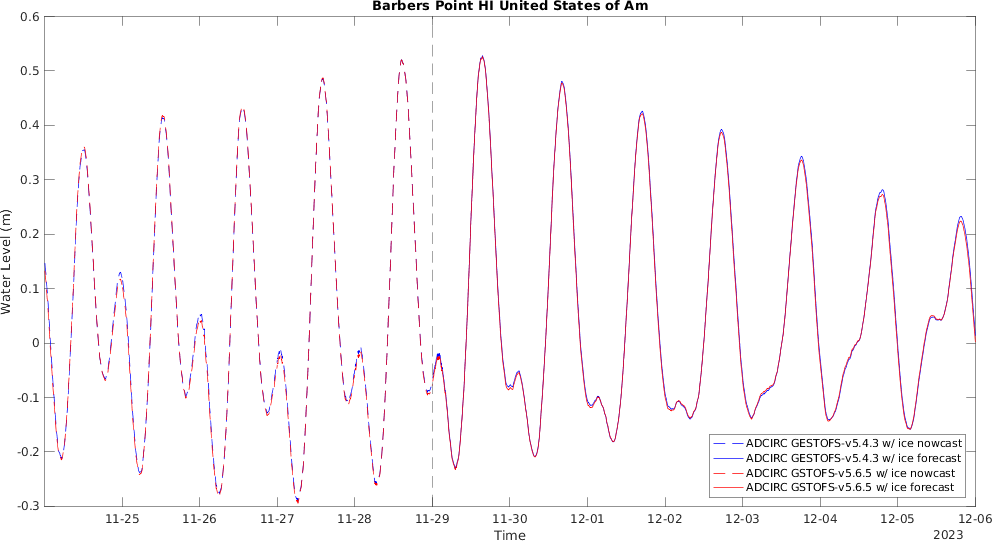 Barbers Point HI United States of Am
Water Level (m)
0.6
0.5
0.4
0.3
0.2
0.1
0
-0.1
-0.2
-0.3
ADCIRC GESTOFS-v5.4.3 w/ ice nowcast
ADCIRC GESTOFS-v5.4.3 w/ ice forecast
ADCIRC GSTOFS-v5.6.5 w/ ice nowcast
ADCIRC GSTOFS-v5.6.5 w/ ice forecast
11-25 11-26 11-27 11-28 11-29 11-30 12-01 12-02 12-03 12-04 12-05 12-06
Time 2023